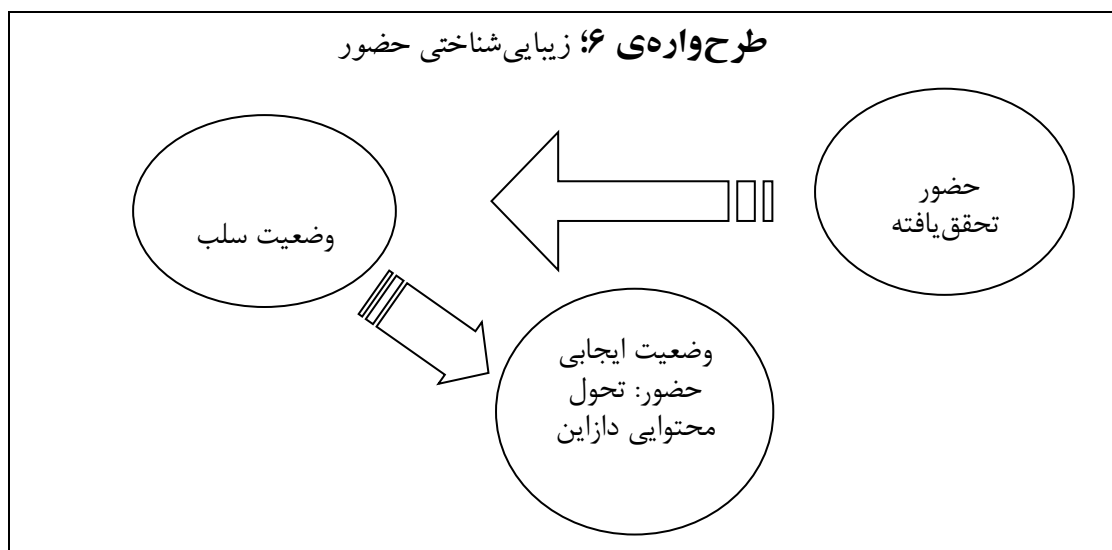 طرح‌واره‌ی ۶؛ زیبایی‌شناختی حضور
حضور
تحقق‌یافته
وضعیت سلب
وضعیت ایجابی
حضور: تحول
محتوایی دازاین